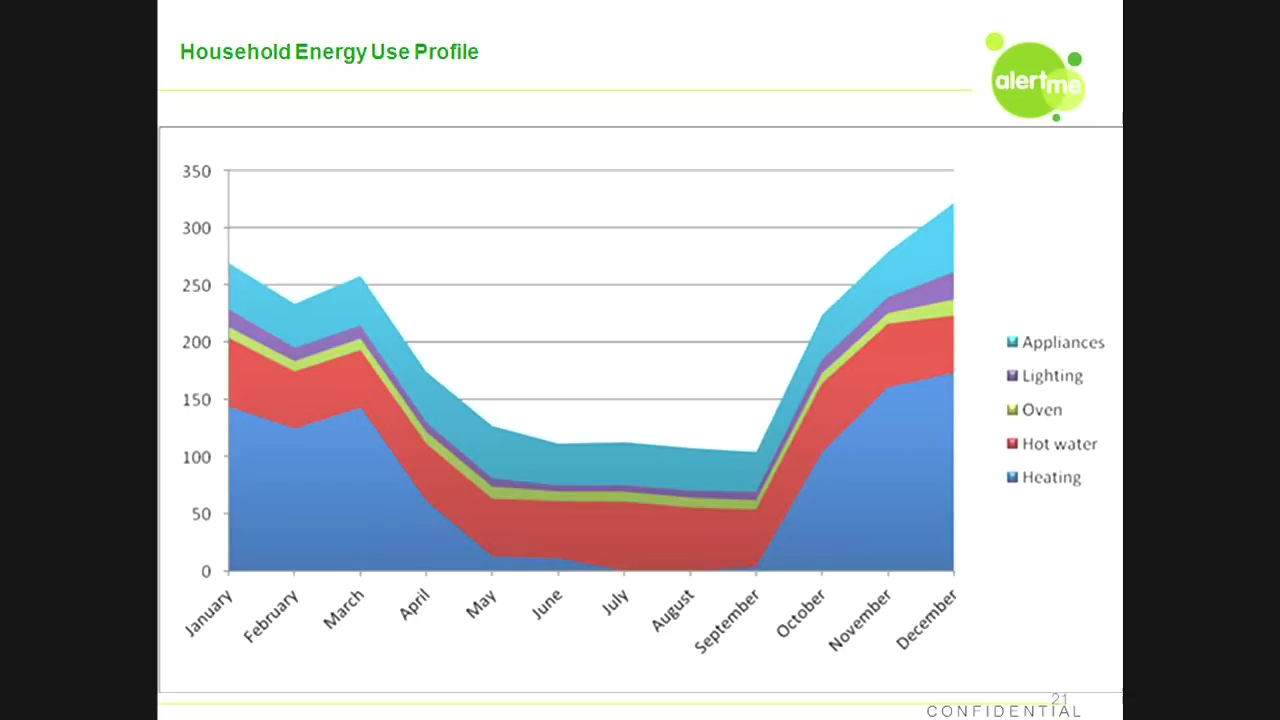 Household Energy Use Profile
alertme
350
300
250
200
150
100
50
0
January
February
March
April
May
June
July
August
September
October
November
December
Appliances
Lighting
Oven
Hot water
Heating
21
CONFIDENTIAL